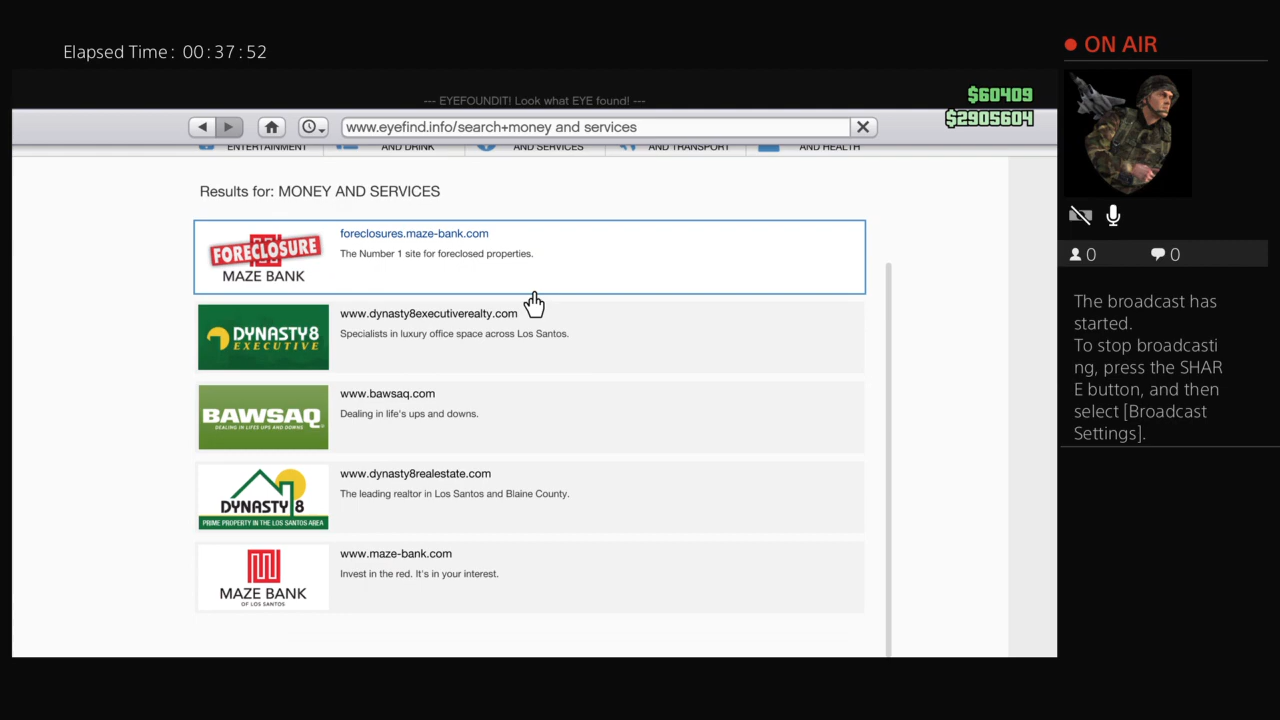 Elapsed Time: 00:37:52
ON AIR
--- EYEFOUNDIT! Look what EYE found! ---
$60409
$2905604
www.eyefind.info/search+money and services
ENTERTAINMENT AND DRINK AND SERVICES AND TRANSPORT AND HEALTH
Results for: MONEY AND SERVICES
FORECLOSURE
MAZE BANK
foreclosures.maze-bank.com
The Number 1 site for foreclosed properties.
DYNASTY8
EXECUTIVE
www.dynasty8executiverealty.com
Specialists in luxury office space across Los Santos.
BAWSAQ
DEALING IN LIFE'S UPS AND DOWNS
www.bawsaq.com
Dealing in life's ups and downs.
DYNASTY 8
PRIME PROPERTY IN THE LOS SANTOS AREA
www.dynasty8realestate.com
The leading realtor in Los Santos and Blaine County.
MAZE BANK
OF LOS SANTOS
www.maze-bank.com
Invest in the red. It's in your interest.
0 0
The broadcast has
started.
To stop broadcasti
ng, press the SHAR
E button, and then
select [Broadcast
Settings].